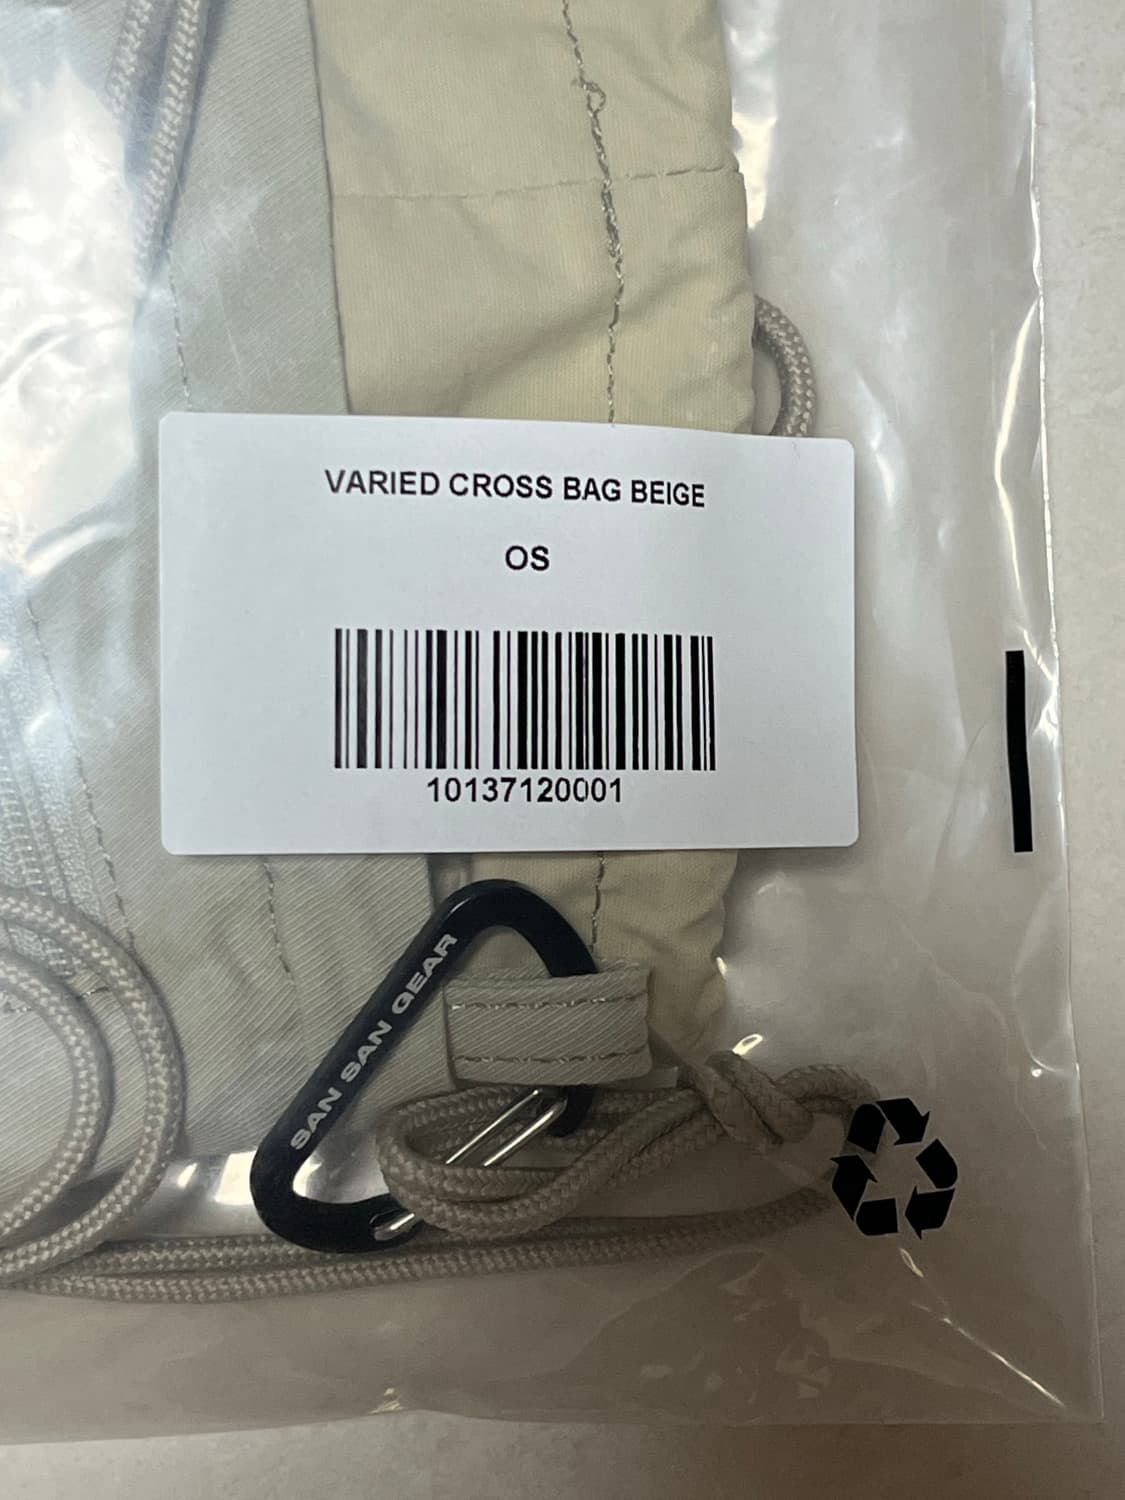 VARIED CROSS BAG BEIGE
OS
10137120001
SAN SAN GEAR